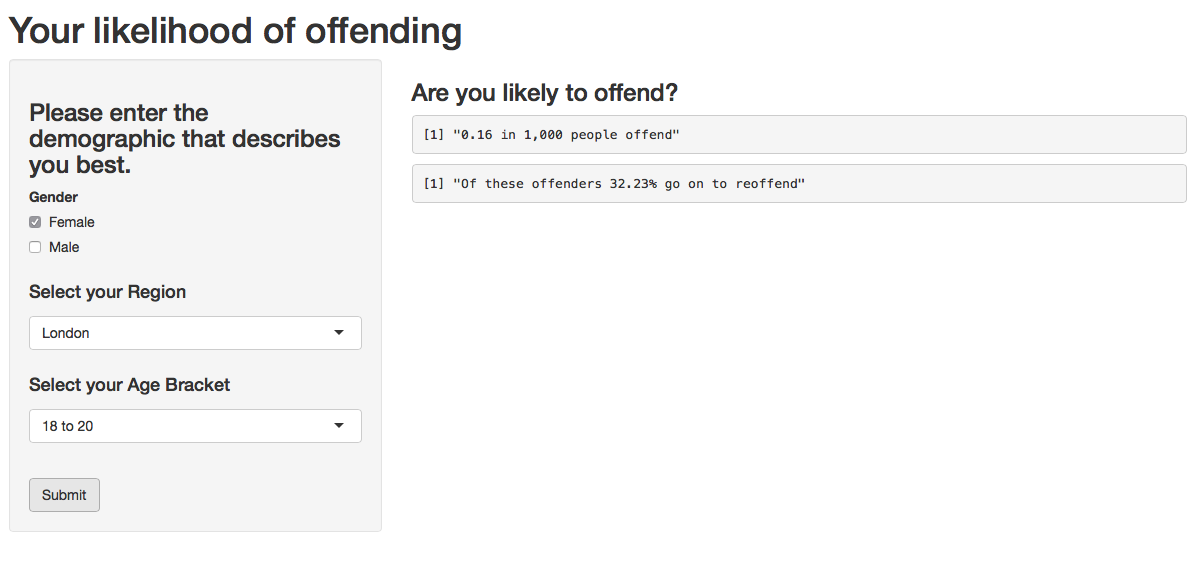 Your likelihood of offending
Please enter the
demographic that describes
you best.
Gender
Female
Male
Select your Region
London
Select your Age Bracket
18 to 20
Submit
Are you likely to offend?
[1] "0.16 in 1,000 people offend"
[1] "Of these offenders 32.23% go on to reoffend"